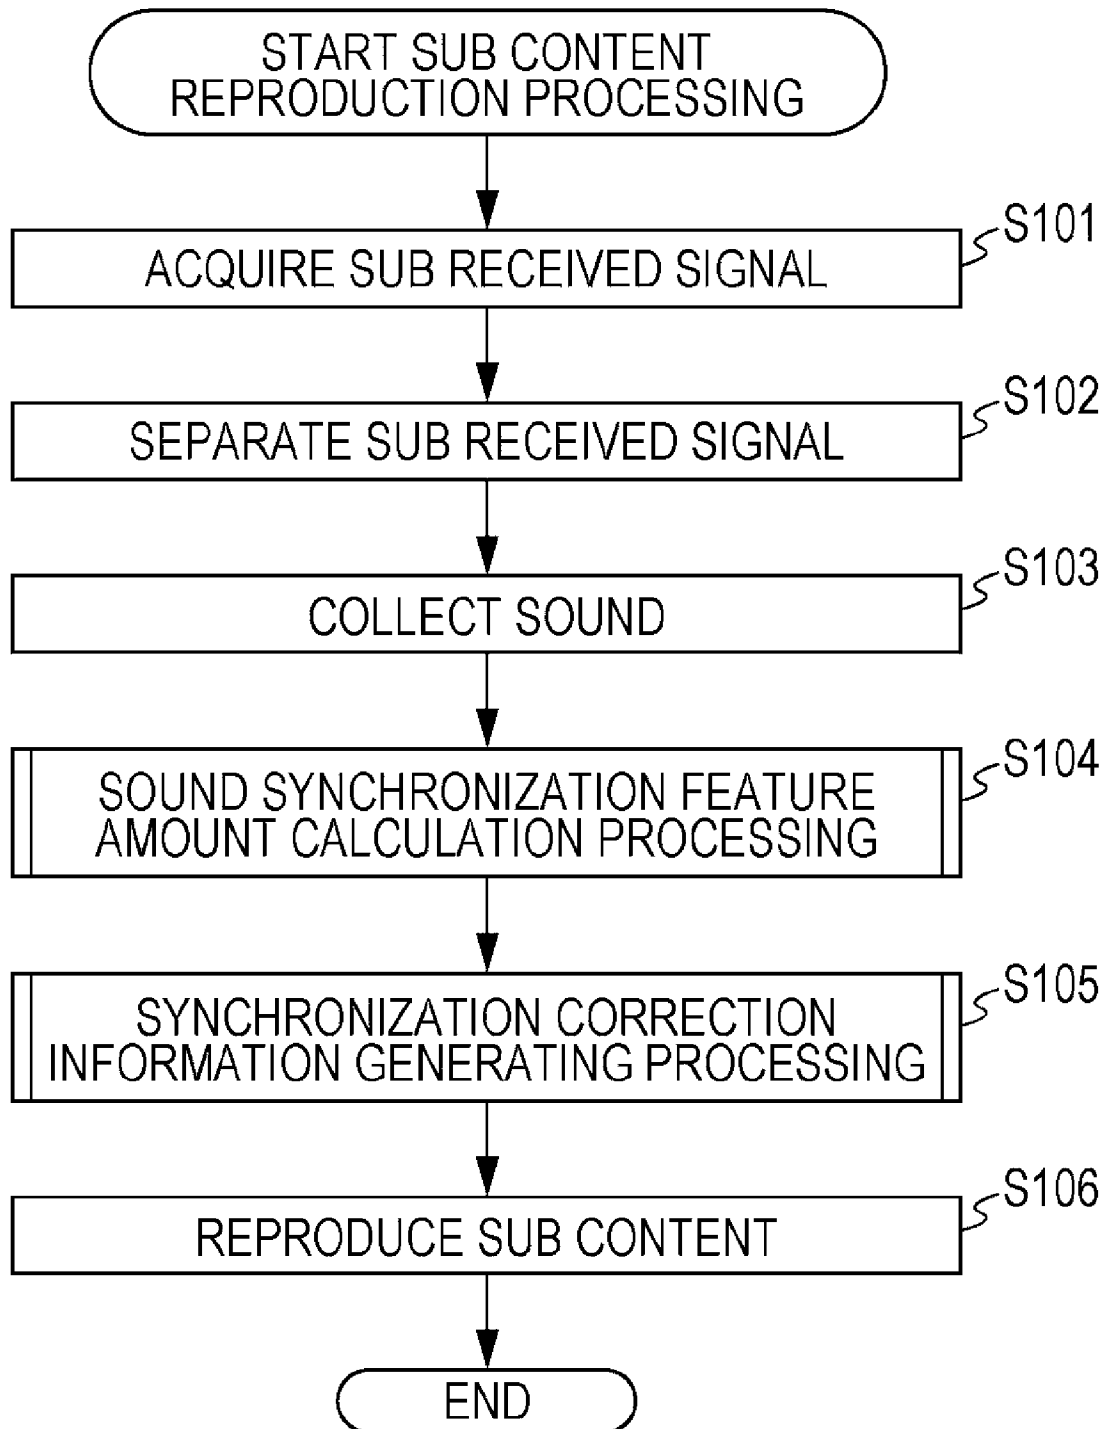 START SUB CONTENT
REPRODUCTION PROCESSING
S101
ACQUIRE SUB RECEIVED SIGNAL
S102
SEPARATE SUB RECEIVED SIGNAL
S103
COLLECT SOUND
S104
SOUND SYNCHRONIZATION FEATURE
AMOUNT CALCULATION PROCESSING
S105
SYNCHRONIZATION CORRECTION
INFORMATION GENERATING PROCESSING
S106
REPRODUCE SUB CONTENT
END